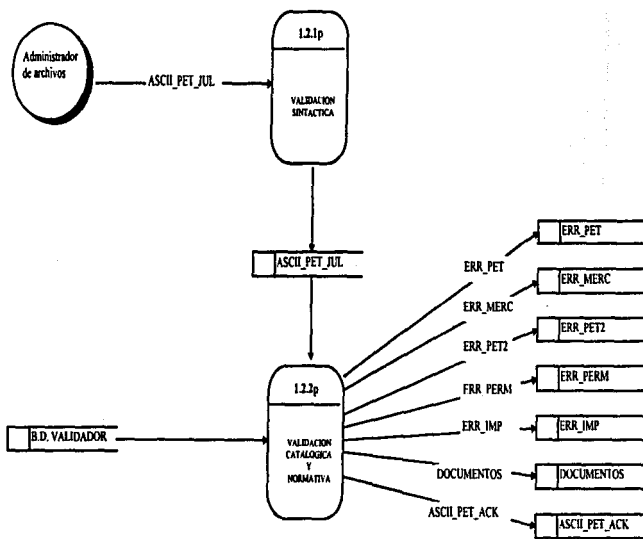 Administrador
de archivos
ASCII_PET_JUL
1.2.1p
VALIDACION
SINTACTICA
ASCII_PET_JUL
1.2.2p
VALIDACION
CATALOGICA
Y
NORMATIVA
B.D. VALIDADOR
ERR_PET
ERR_MERC
ERR_PET2
FRR_PERM
ERR_IMP
DOCUMENTOS
ASCII_PET_ACK
ERR_PET
ERR_MERC
ERR_PET2
ERR_PERM
ERR_IMP
DOCUMENTOS
ASCII_PET_ACK